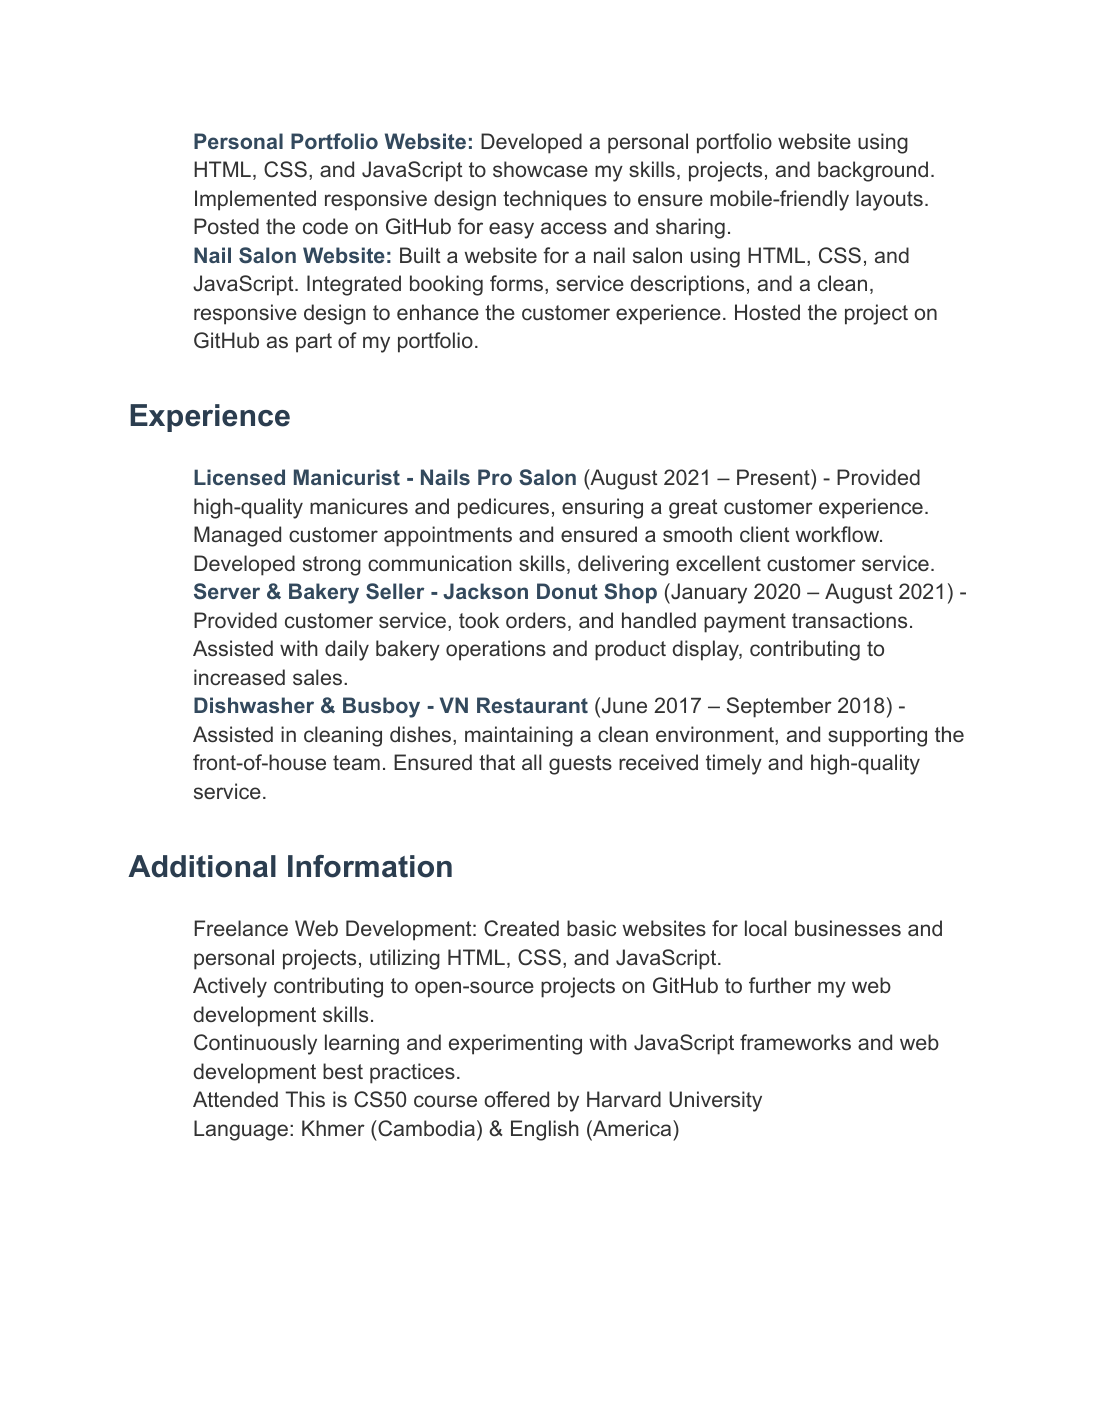 Personal Portfolio Website: Developed a personal portfolio website using
HTML, CSS, and JavaScript to showcase my skills, projects, and background.
Implemented responsive design techniques to ensure mobile-friendly layouts.
Posted the code on GitHub for easy access and sharing.
Nail Salon Website: Built a website for a nail salon using HTML, CSS, and
JavaScript. Integrated booking forms, service descriptions, and a clean,
responsive design to enhance the customer experience. Hosted the project on
GitHub as part of my portfolio.
Experience
Licensed Manicurist - Nails Pro Salon (August 2021 – Present) - Provided
high-quality manicures and pedicures, ensuring a great customer experience.
Managed customer appointments and ensured a smooth client workflow.
Developed strong communication skills, delivering excellent customer service.
Server & Bakery Seller - Jackson Donut Shop (January 2020 – August 2021) -
Provided customer service, took orders, and handled payment transactions.
Assisted with daily bakery operations and product display, contributing to
increased sales.
Dishwasher & Busboy - VN Restaurant (June 2017 – September 2018) -
Assisted in cleaning dishes, maintaining a clean environment, and supporting the
front-of-house team. Ensured that all guests received timely and high-quality
service.
Additional Information
Freelance Web Development: Created basic websites for local businesses and
personal projects, utilizing HTML, CSS, and JavaScript.
Actively contributing to open-source projects on GitHub to further my web
development skills.
Continuously learning and experimenting with JavaScript frameworks and web
development best practices.
Attended This is CS50 course offered by Harvard University
Language: Khmer (Cambodia) & English (America)